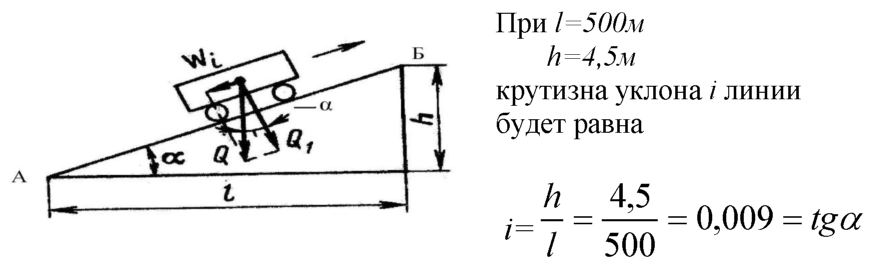 При l=500м
h=4,5м
крутизна уклона i линии
будет равна
i= h/l = 4,5/500 = 0,009 = tgα
Б
Wi
α
h
α
Q
Q1
А
l